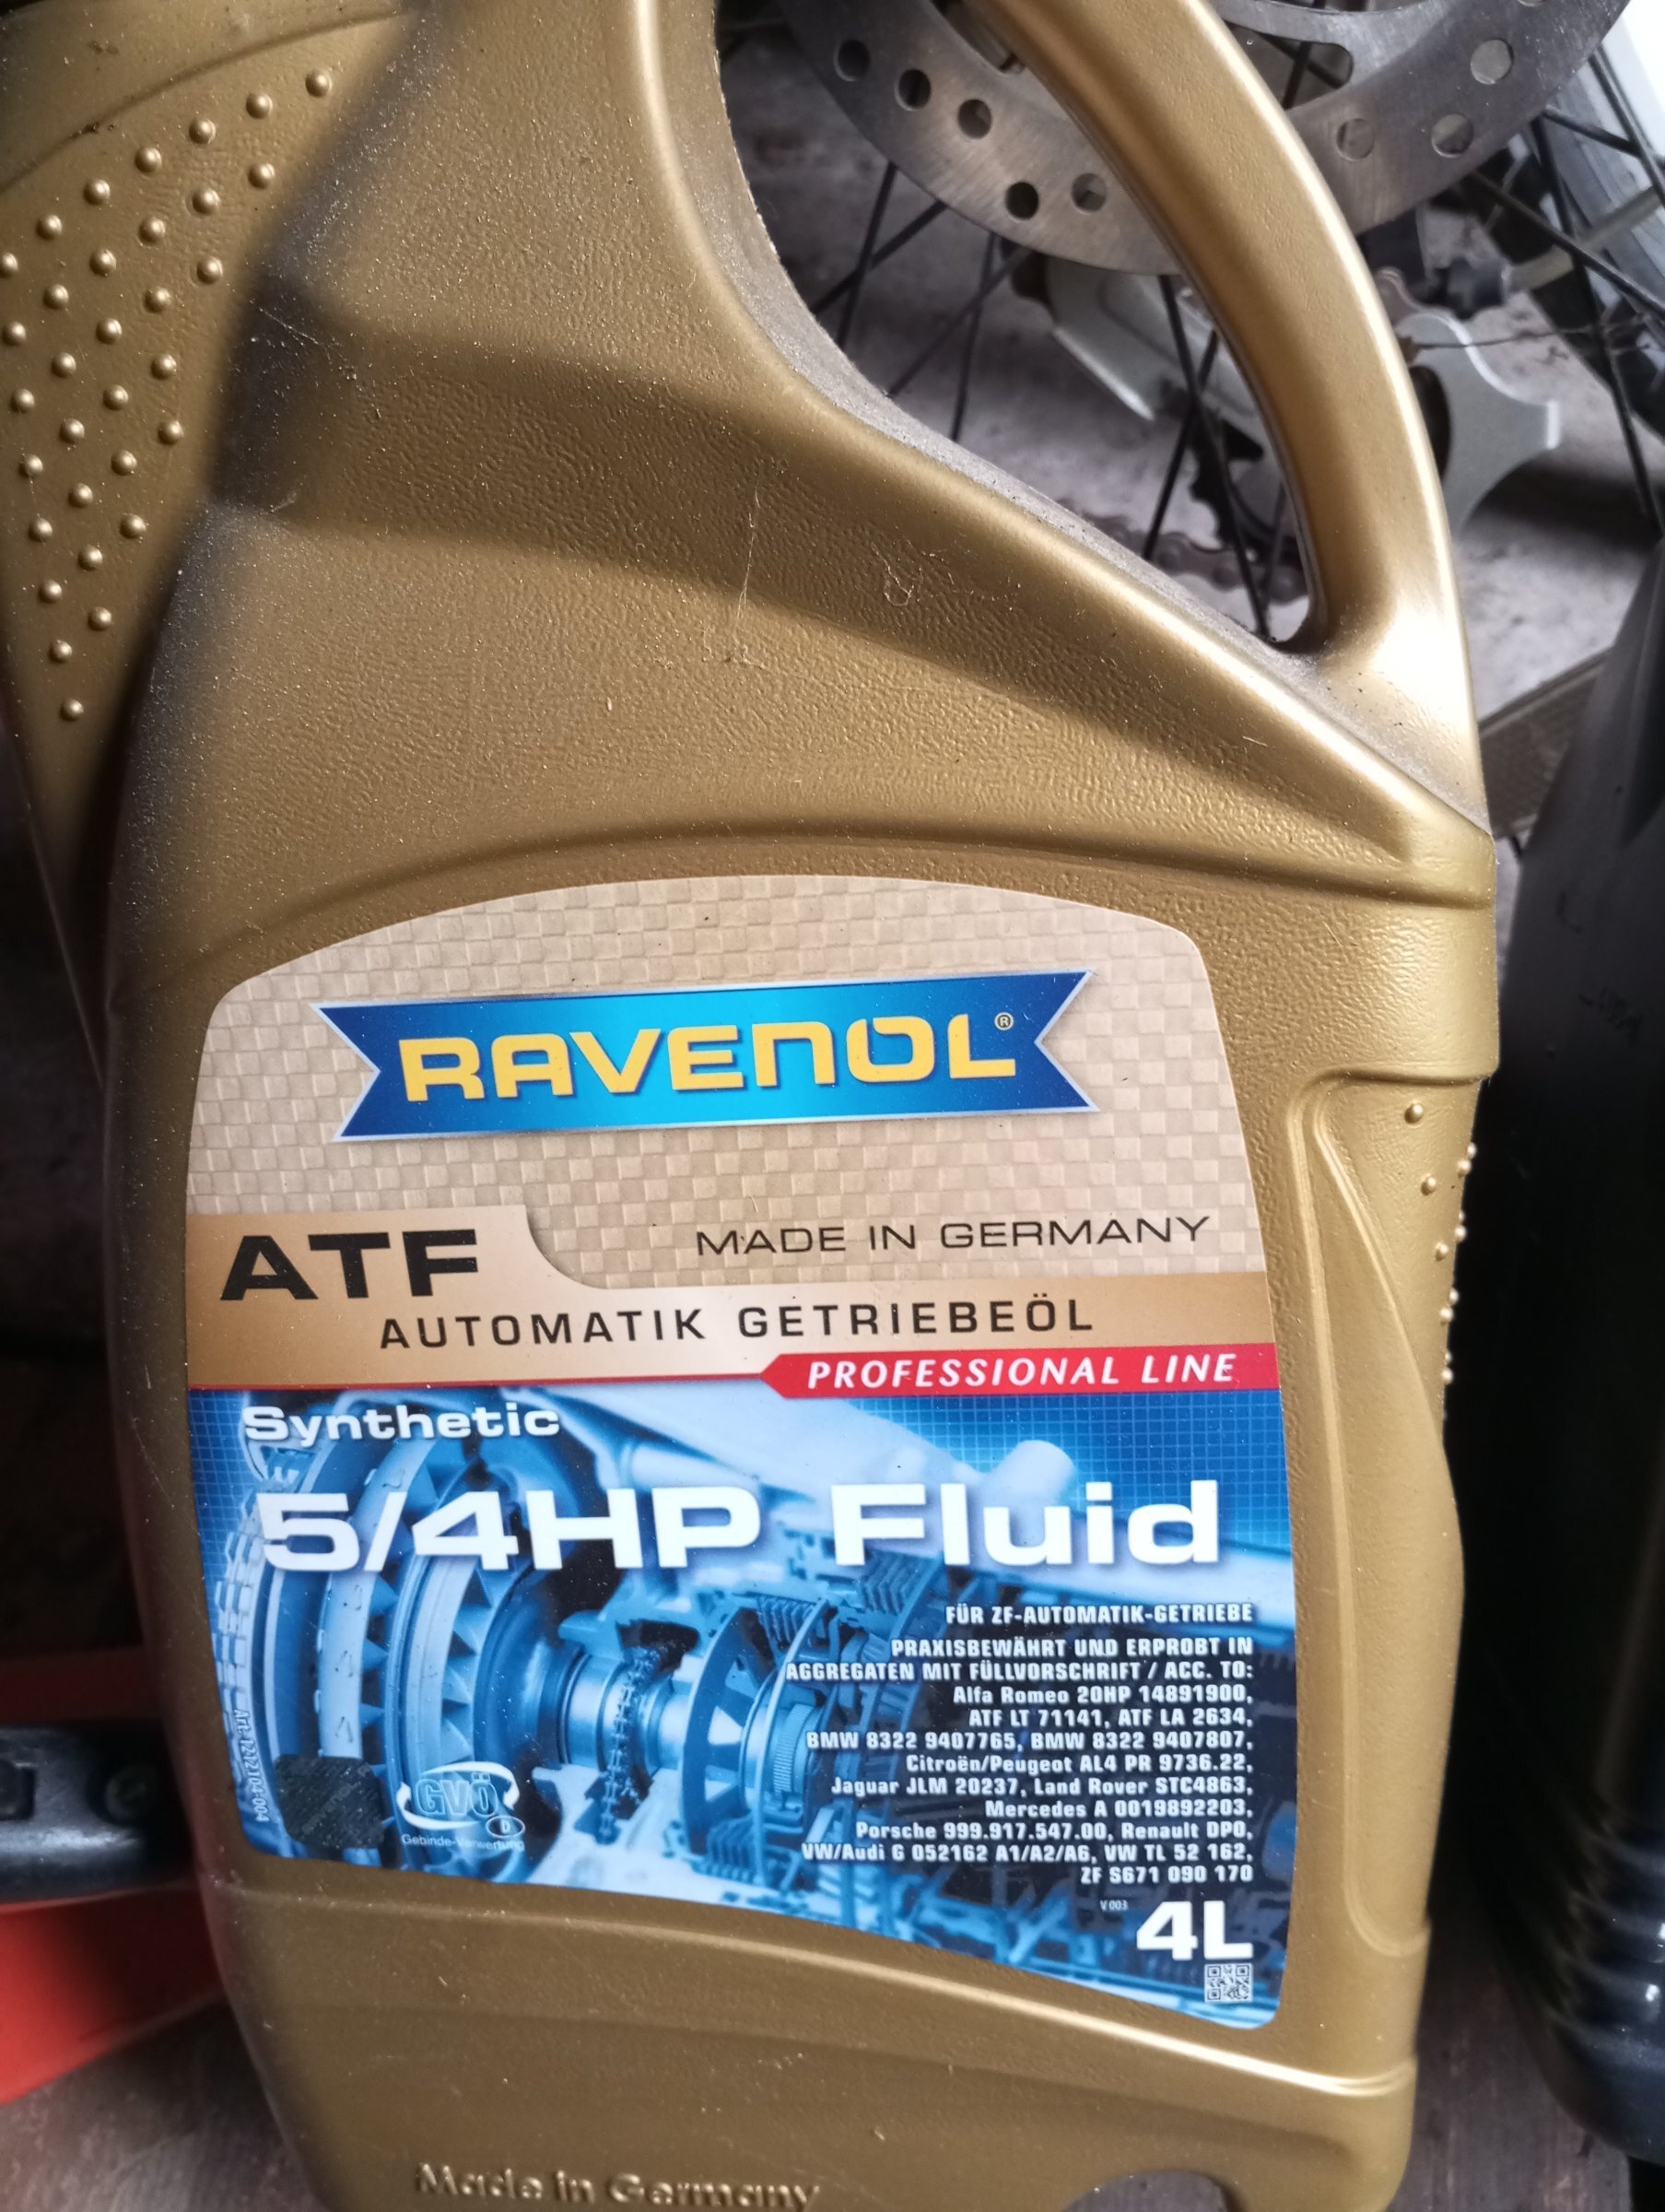 RAVENOL®
ATF
MADE IN GERMANY
AUTOMATIK GETRIEBEÖL
PROFESSIONAL LINE
Synthetic
5/4HP Fluid
FÜR ZF-AUTOMATIK-GETRIEBE
PRAXISBEWÄHRT UND ERPROBT IN
AGGREGATEN MIT FÜLLVORSCHRIFT / ACC. TO:
Alfa Romeo 20HP 14891900,
ATF LT 71141, ATF LA 2634,
BMW 8322 9407765, BMW 8322 9407807,
Citroën/Peugeot AL4 PR 9736.22,
Jaguar JLM 20237, Land Rover STC4863,
Mercedes A 0019892203,
Porsche 999.917.547.00, Renault DPO,
VW/Audi G 052162 A1/A2/A6, VW TL 52 162,
ZF S671 090 170
V 003
4L
GVÖ
D
Gebinde-Verwertung
Made in Germany